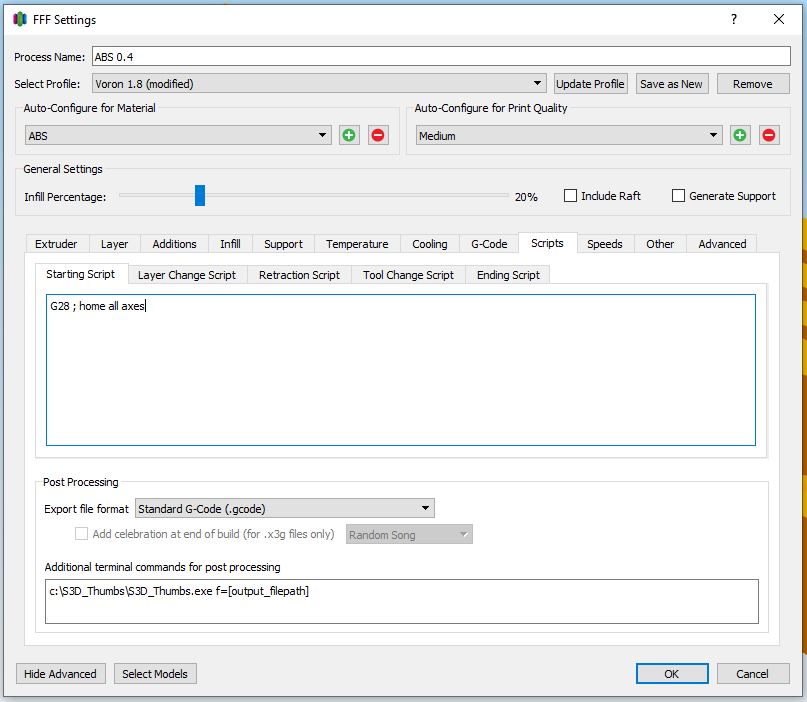 FFF Settings ?
Process Name: ABS 0.4
Select Profile: Voron 1.8 (modified) Update Profile Save as New Remove
Auto-Configure for Material Auto-Configure for Print Quality
ABS Medium
General Settings
Infill Percentage: 20% Include Raft Generate Support
Extruder Layer Additions Infill Support Temperature Cooling G-Code Scripts Speeds Other Advanced
Starting Script Layer Change Script Retraction Script Tool Change Script Ending Script
G28 ; home all axes
Post Processing
Export file format Standard G-Code (.gcode)
Add celebration at end of build (for .x3g files only) Random Song
Additional terminal commands for post processing
c:\S3D_Thumbs\S3D_Thumbs.exe f=[output_filepath]
Hide Advanced Select Models OK Cancel